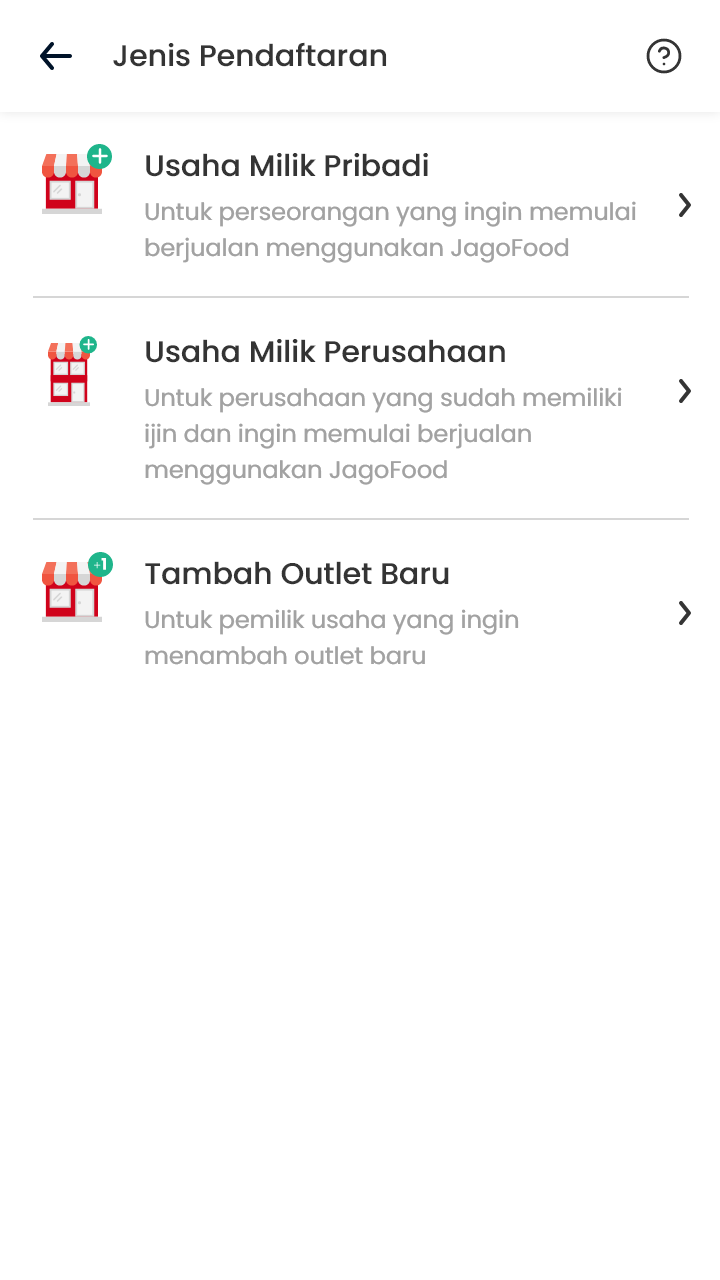 Jenis Pendaftaran
Usaha Milik Pribadi
Untuk perseorangan yang ingin memulai
berjualan menggunakan JagoFood
Usaha Milik Perusahaan
Untuk perusahaan yang sudah memiliki
ijin dan ingin memulai berjualan
menggunakan JagoFood
+1
Tambah Outlet Baru
Untuk pemilik usaha yang ingin
menambah outlet baru